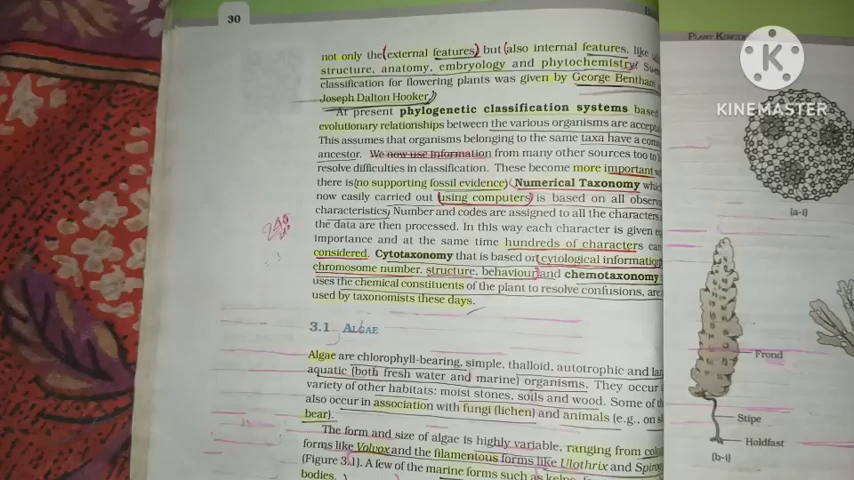 30
not only the (external features) but (also internal features, like
structure, anatomy, embryology and phytochemistry)
classification for flowering plants was given by George Bentham
Joseph Dalton Hooker.)
At present phylogenetic classification systems based
evolutionary relationships between the various organisms are
This assumes that organisms belonging to the same taxa have a
ancestor. We now use information from many other sources too to
resolve difficulties in classification. These become more important
there is (no supporting fossil evidence) (Numerical Taxonomy
now easily carried out (using computers) is based on all
characteristics) Number and codes are assigned to all the characters
the data are then processed. In this way each character is given
importance and at the same time hundreds of characters
considered. Cytotaxonomy that is based on (cytological information
chromosome number, structure, behaviour) and chemotaxonomy
uses the chemical constituents of the plant to resolve confusions, are
used by taxonomists these days.
3.1 ALGAE
Algae are chlorophyll-bearing, simple, thalloid, autotrophic and
aquatic (both fresh water and marine) organisms. They occur
variety of other habitats: moist stones, soils and wood. Some of
also occur in association with fungi (lichen) and animals (e.g., on
bear).
The form and size of algae is highly variable, ranging from
forms like Volvox and the filamentous forms like Ulothrix and
(Figure 3.1). A few of the marine forms such as kelps,
bodies.
PLANT
K
KINEMASTER
(a-i)
Frond
Stipe
Holdfast
(b-i)